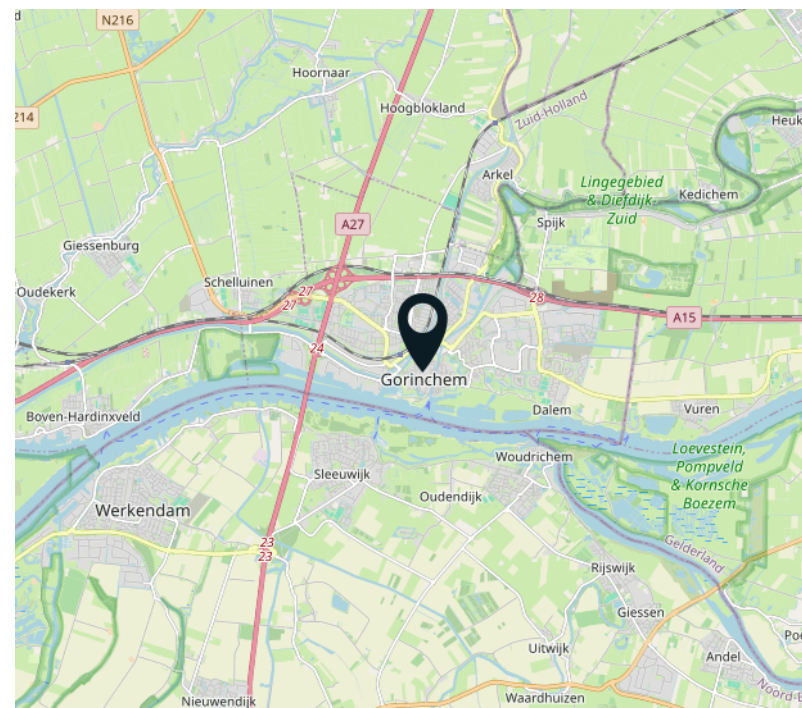 d
N216
Hoornaar
Hoogblokland
214
Zuid-Holland
Heuk
Arkel
Lingegebied
& Diefdijk
Zuid
Kedichem
A27
Spijk
Giessenburg
Schelluinen
Oudekerk
27
27
28
A15
24
Gorinchem
Boven-Hardinxveld
Dalem
Vuren
Loevestein,
Pompveld
& Kornsche
Boezem
Woudrichem
Sleeuwijk
Oudendijk
Werkendam
23
23
Gelderland
Rijswijk
Giessen
Uitwijk
Poe
Andel
Nieuwendijk
Waardhuizen
Noord B